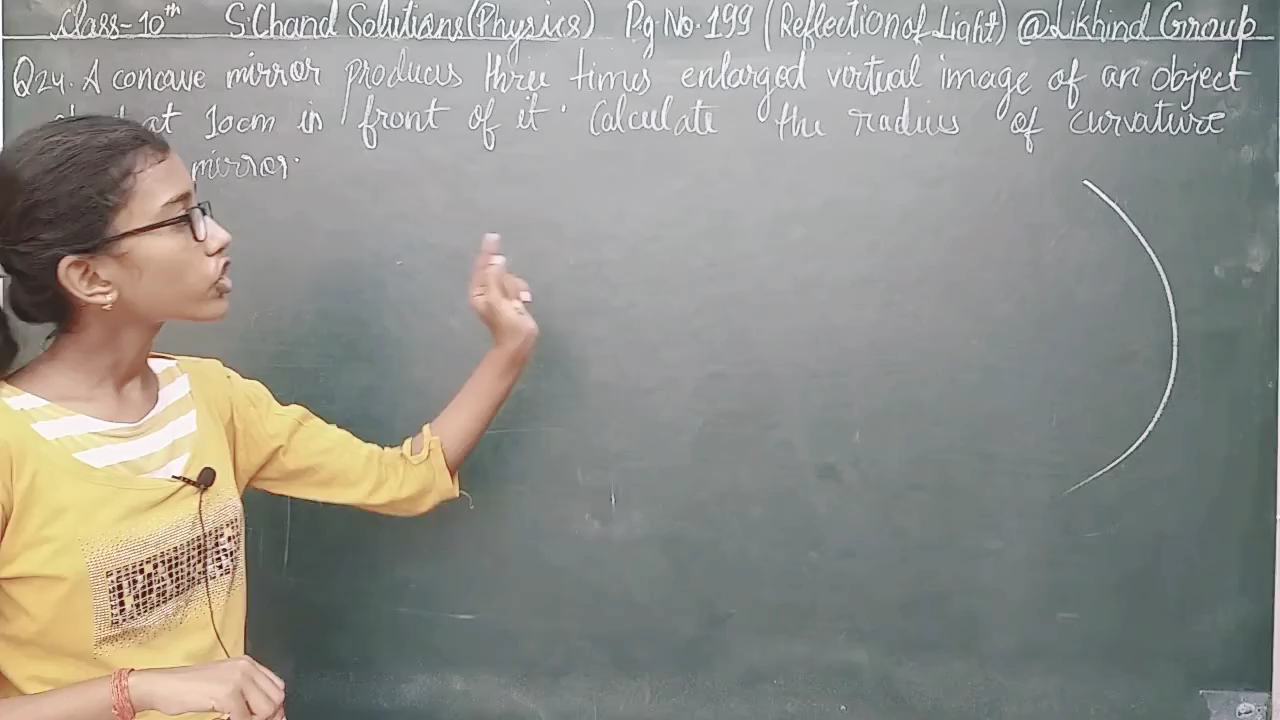 Class-10th S.Chand Solutions(Physics) Pg No.199 (Reflection of Light) @Likhind Group
Q24. A concave mirror produces three times enlarged virtual image of an object
at 10cm in front of it. Calculate the radius of curvature
mirror.